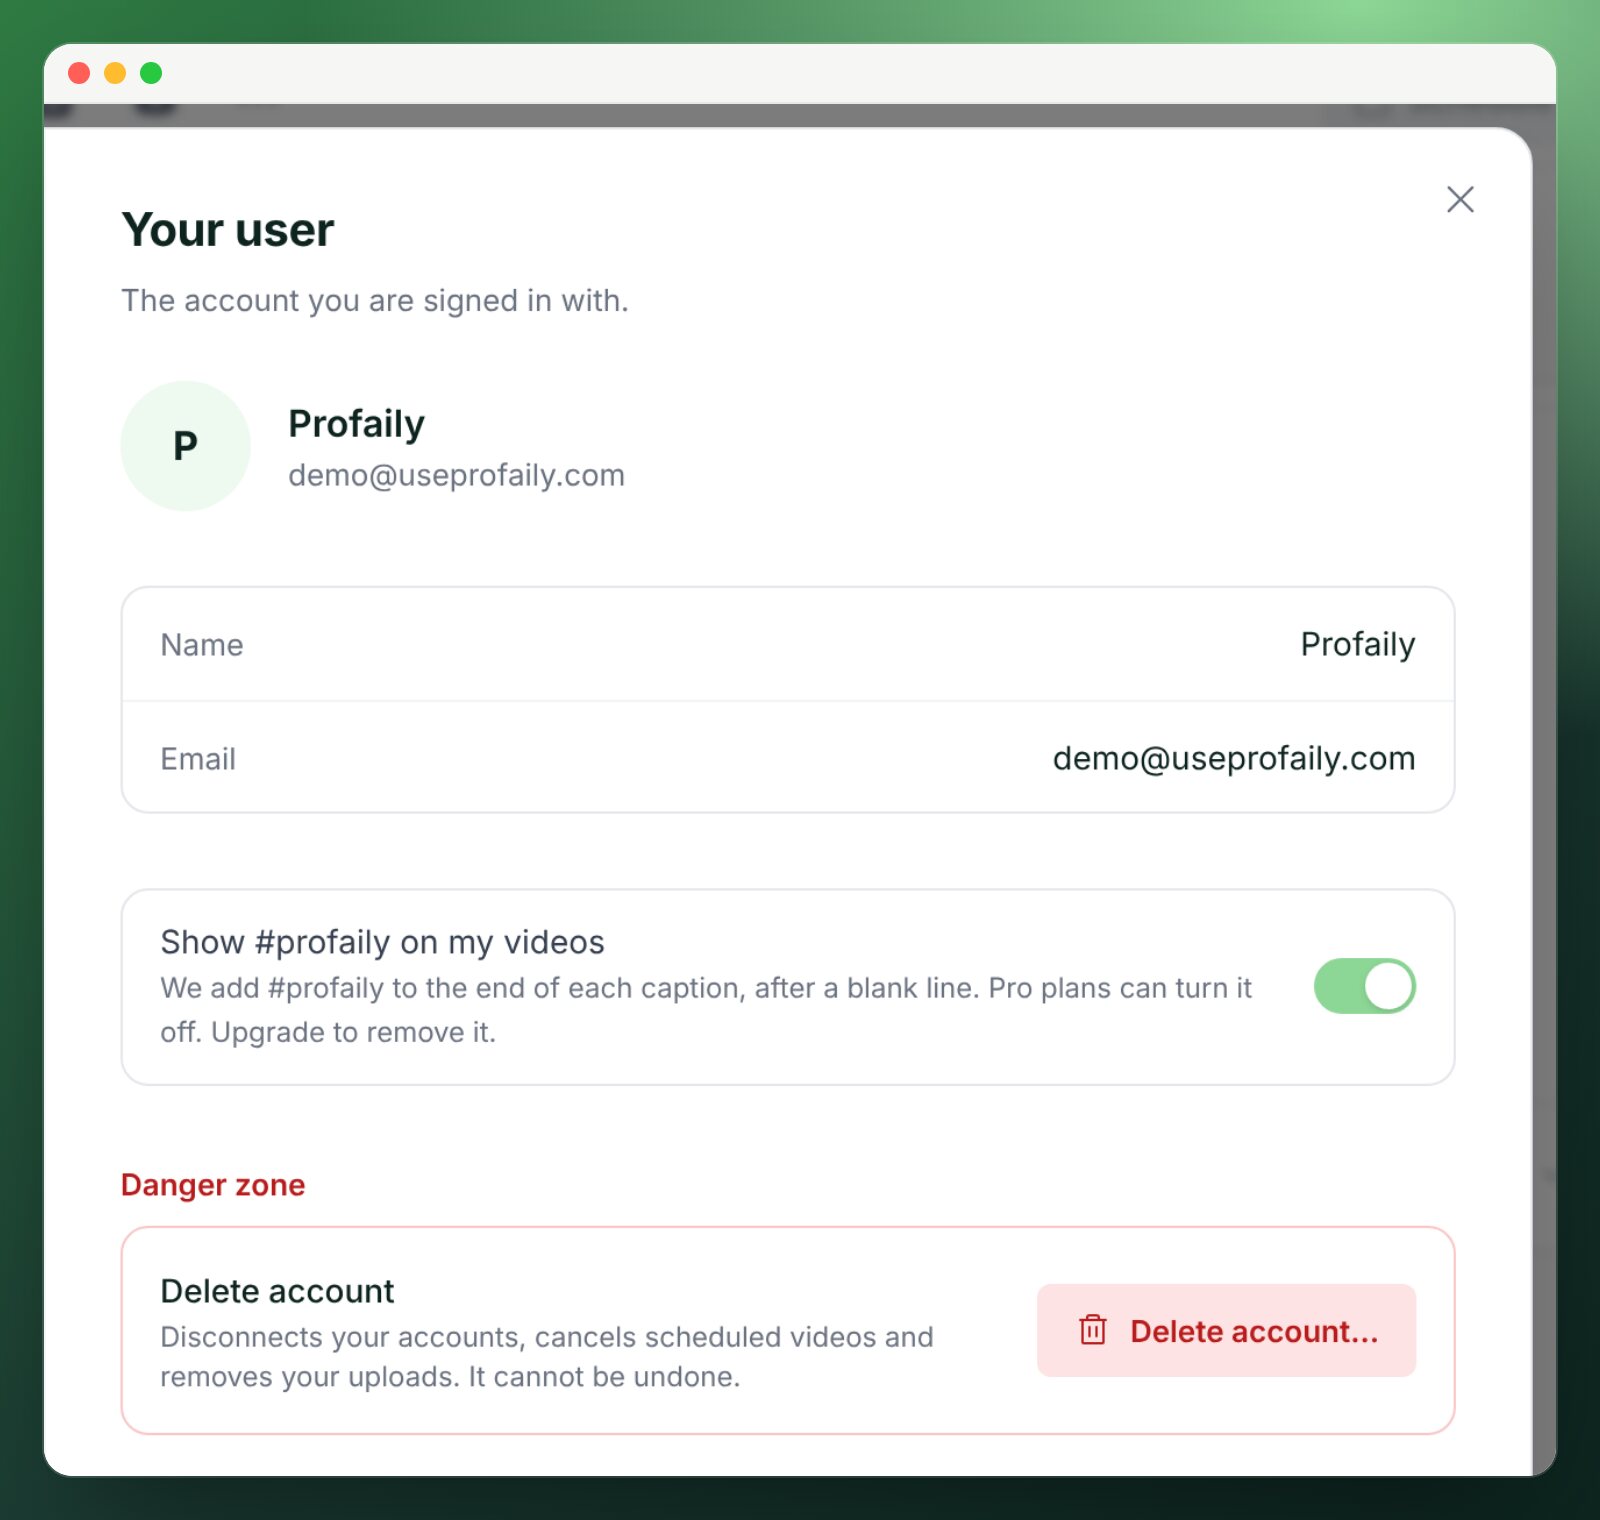 Your user
The account you are signed in with.
P
Profaily
demo@useprofaily.com
Name
Profaily
Email
demo@useprofaily.com
Show #profaily on my videos
We add #profaily to the end of each caption, after a blank line. Pro plans can turn it
off. Upgrade to remove it.
Danger zone
Delete account
Disconnects your accounts, cancels scheduled videos and
removes your uploads. It cannot be undone.
Delete account...